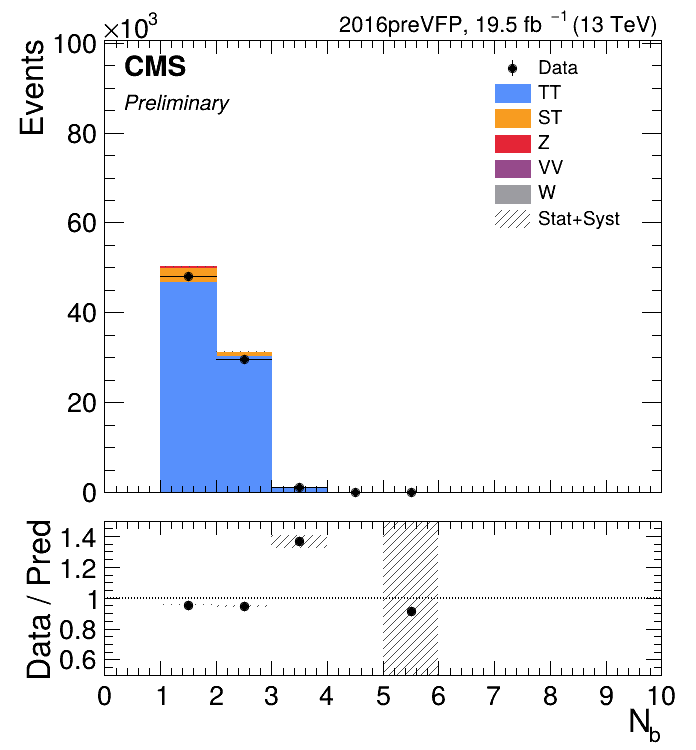 ×10³
2016preVFP, 19.5 fb⁻¹ (13 TeV)
Events
100
80
60
40
20
0
CMS
Preliminary
Data
TT
ST
Z
VV
W
Stat+Syst
Data / Pred
1.4
1.2
1
0.8
0.6
0 1 2 3 4 5 6 7 8 9 10
N_b